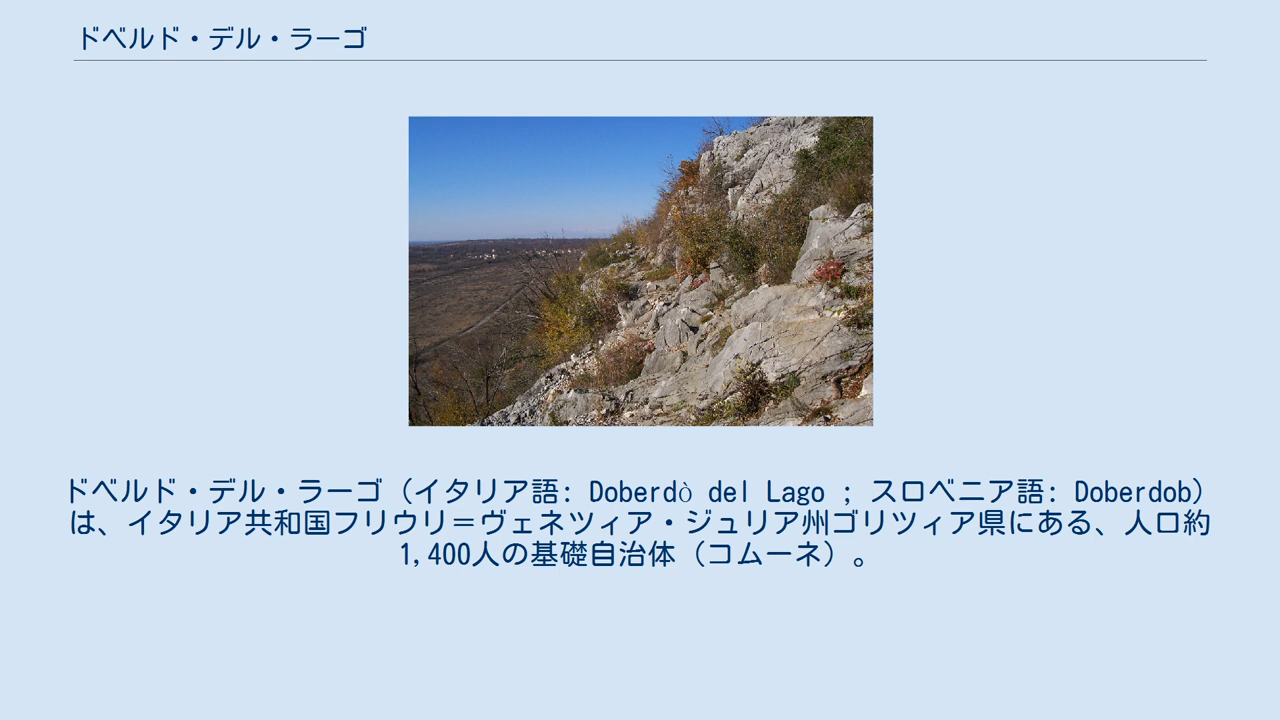 ドベルド・デル・ラーゴ
ドベルド・デル・ラーゴ（イタリア語: Doberdò del Lago ; スロベニア語: Doberdob）
は、イタリア共和国フリウリ＝ヴェネツィア・ジュリア州ゴリツィア県にある、人口約
1,400人の基礎自治体（コムーネ）。